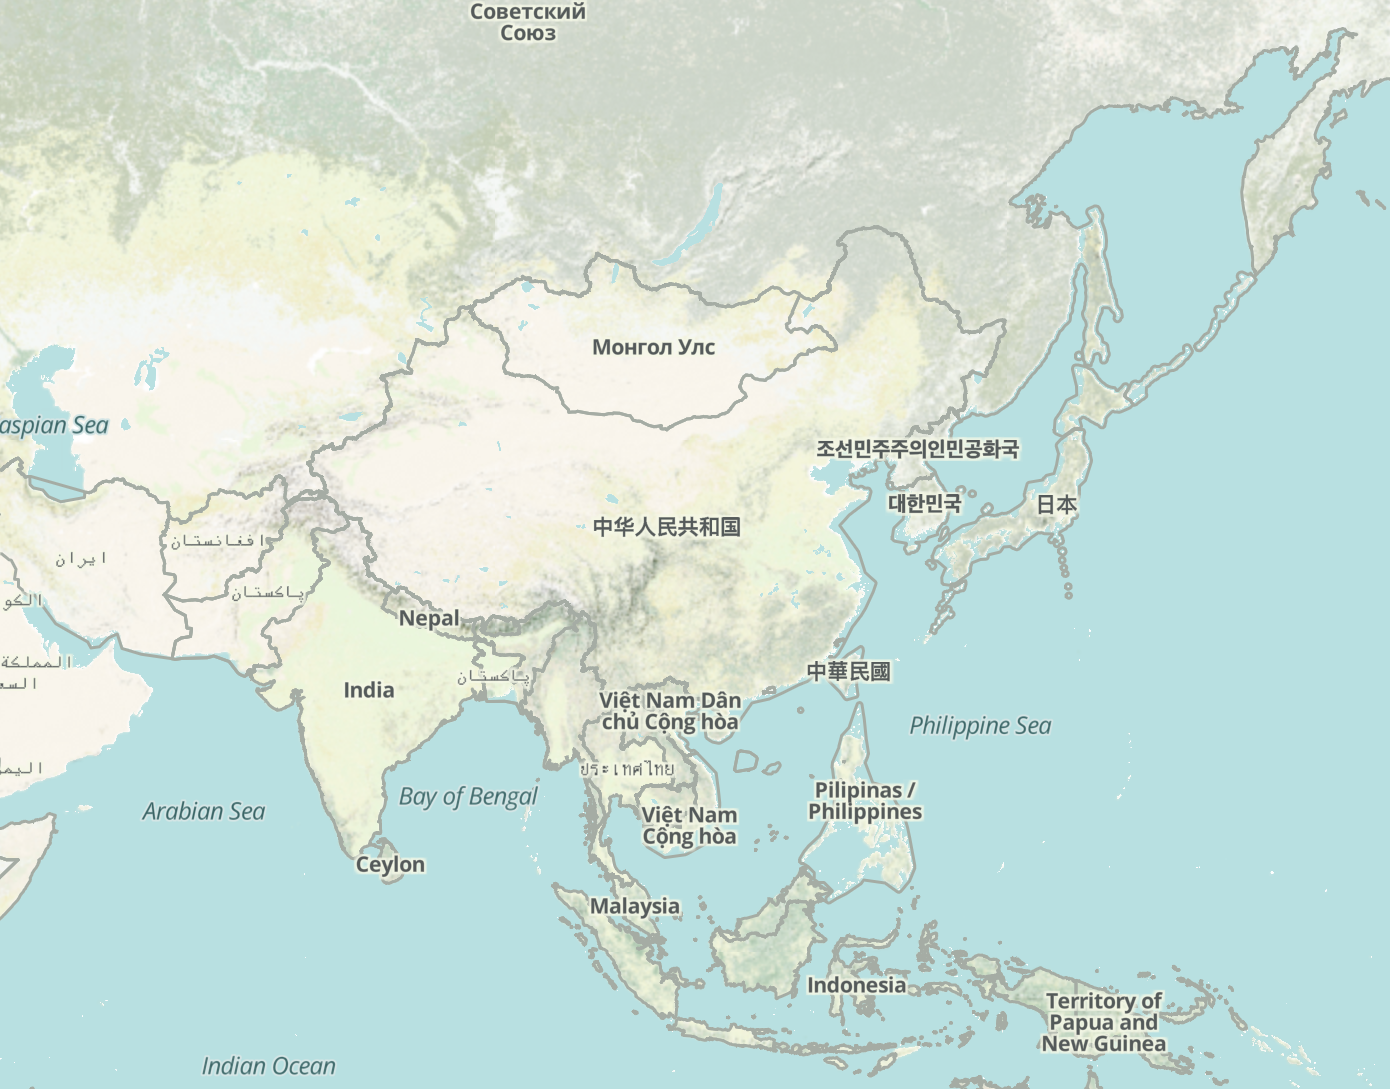 Советский
Союз
Монгол Улс
aspian Sea
조선민주주의인민공화국
대한민국
日本
中华人民共和国
افغانستان
ايران
پاکستان
الكو
Nepal
المملكة
السع
中華民國
پاکستان
India
Việt Nam Dân
chủ Cộng hòa
Philippine Sea
اليم
ประเทศไทย
Bay of Bengal
Pilipinas /
Philippines
Arabian Sea
Việt Nam
Cộng hòa
Ceylon
Malaysia
Indonesia
Territory of
Papua and
New Guinea
Indian Ocean